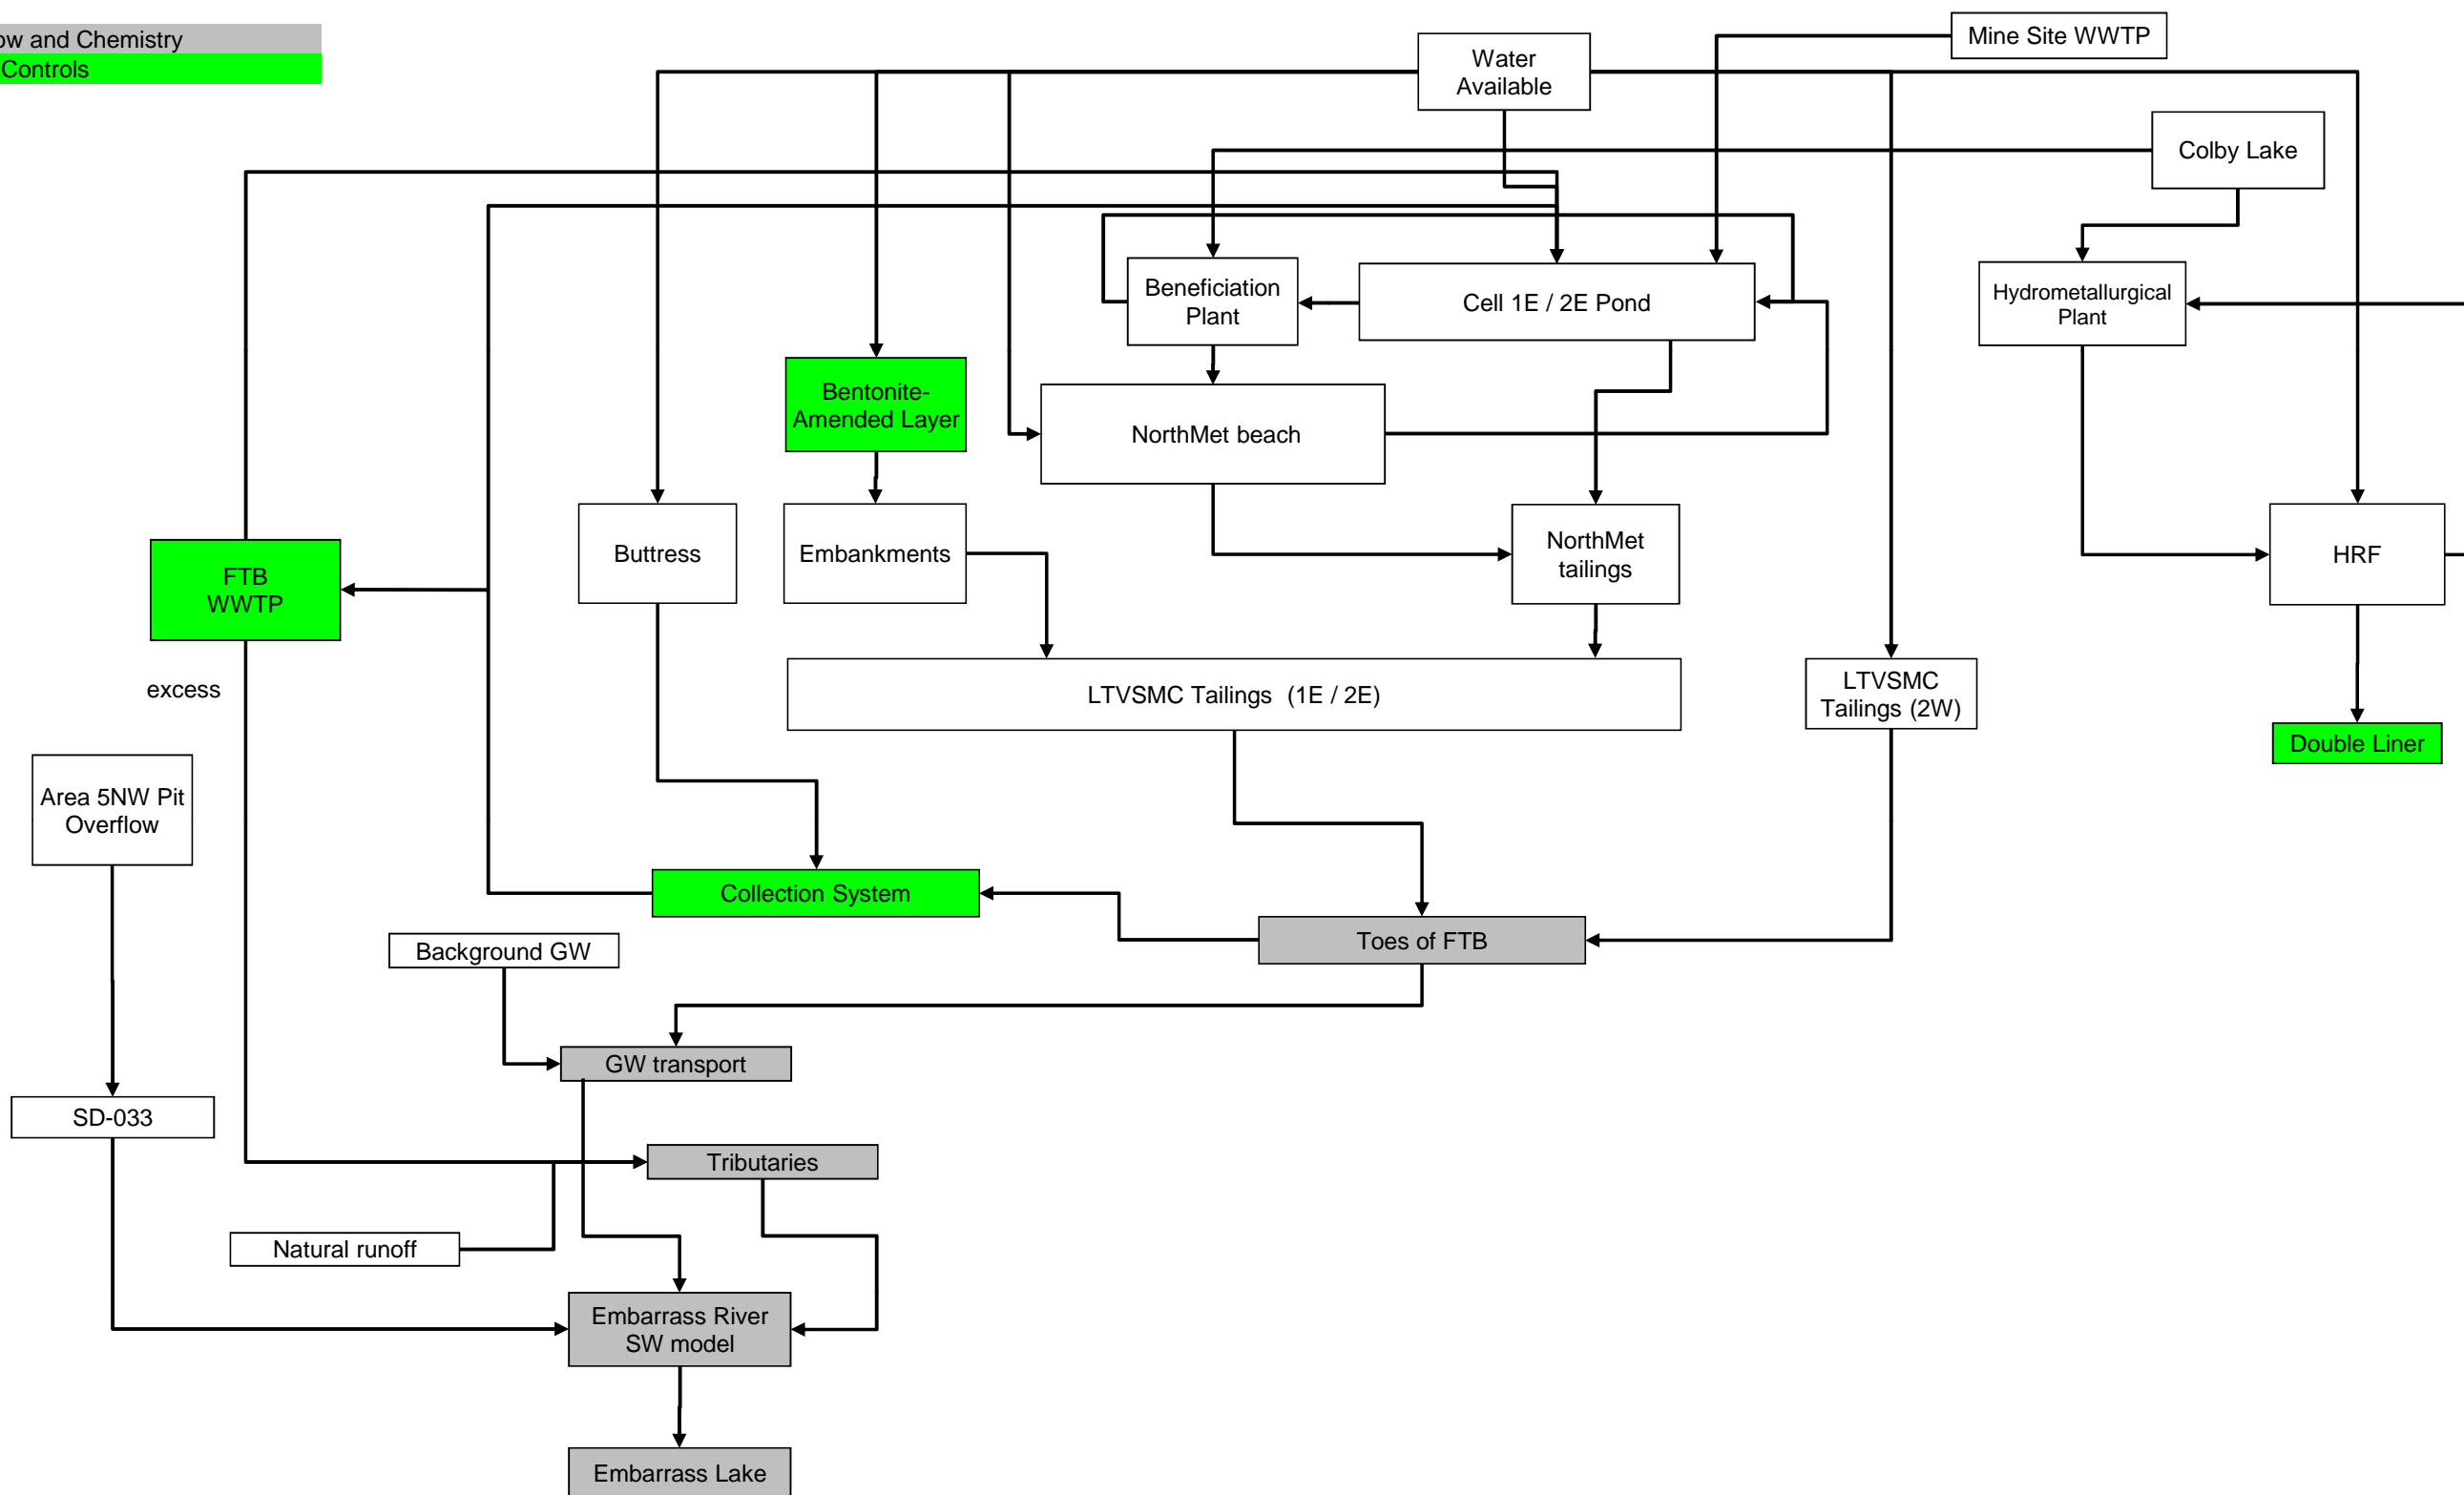 and Chemistry
Controls
Mine Site WWTP
Water
Available
Colby Lake
Beneficiation
Plant
Cell 1E / 2E Pond
Hydrometallurgical
Plant
Bentonite-
Amended Layer
NorthMet beach
Buttress
Embankments
NorthMet
tailings
HRF
FTB
WWTP
excess
LTVSMC Tailings (1E / 2E)
LTVSMC
Tailings (2W)
Double Liner
Area 5NW Pit
Overflow
Collection System
Toes of FTB
Background GW
GW transport
SD-033
Tributaries
Natural runoff
Embarrass River
SW model
Embarrass Lake